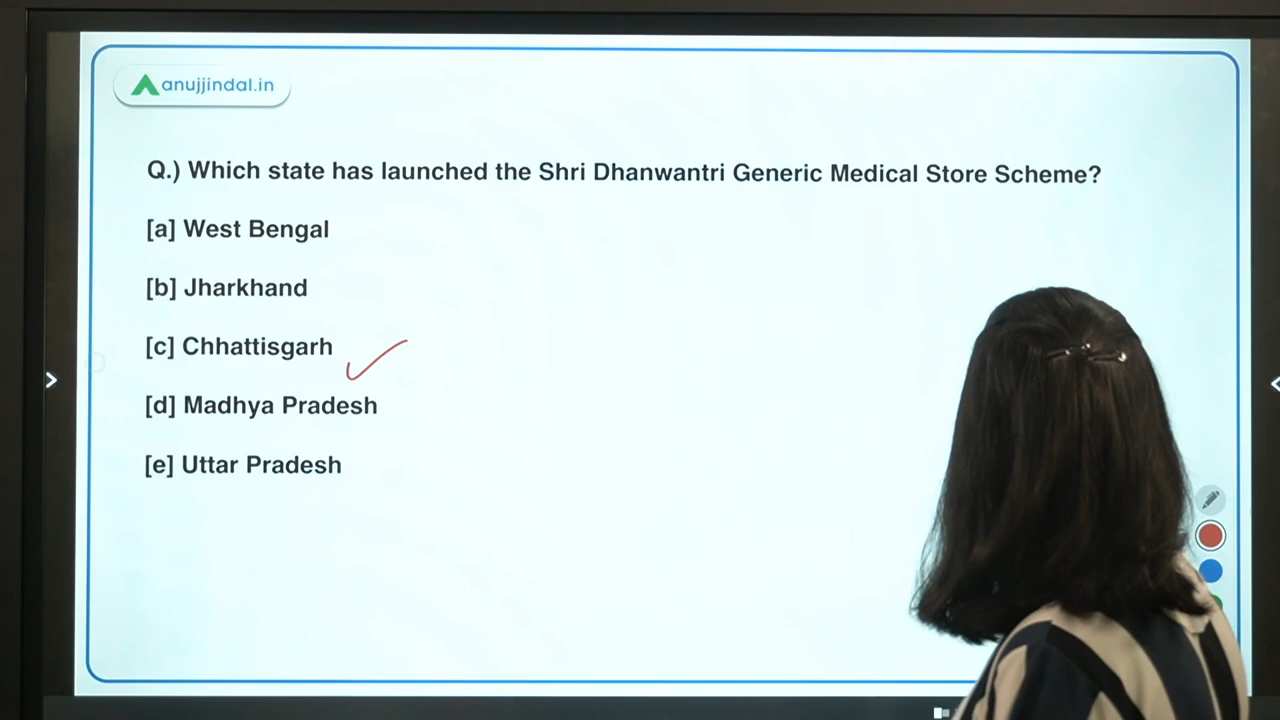 anujjindal.in
Q.) Which state has launched the Shri Dhanwantri Generic Medical Store Scheme?
[a] West Bengal
[b] Jharkhand
[c] Chhattisgarh
[d] Madhya Pradesh
[e] Uttar Pradesh